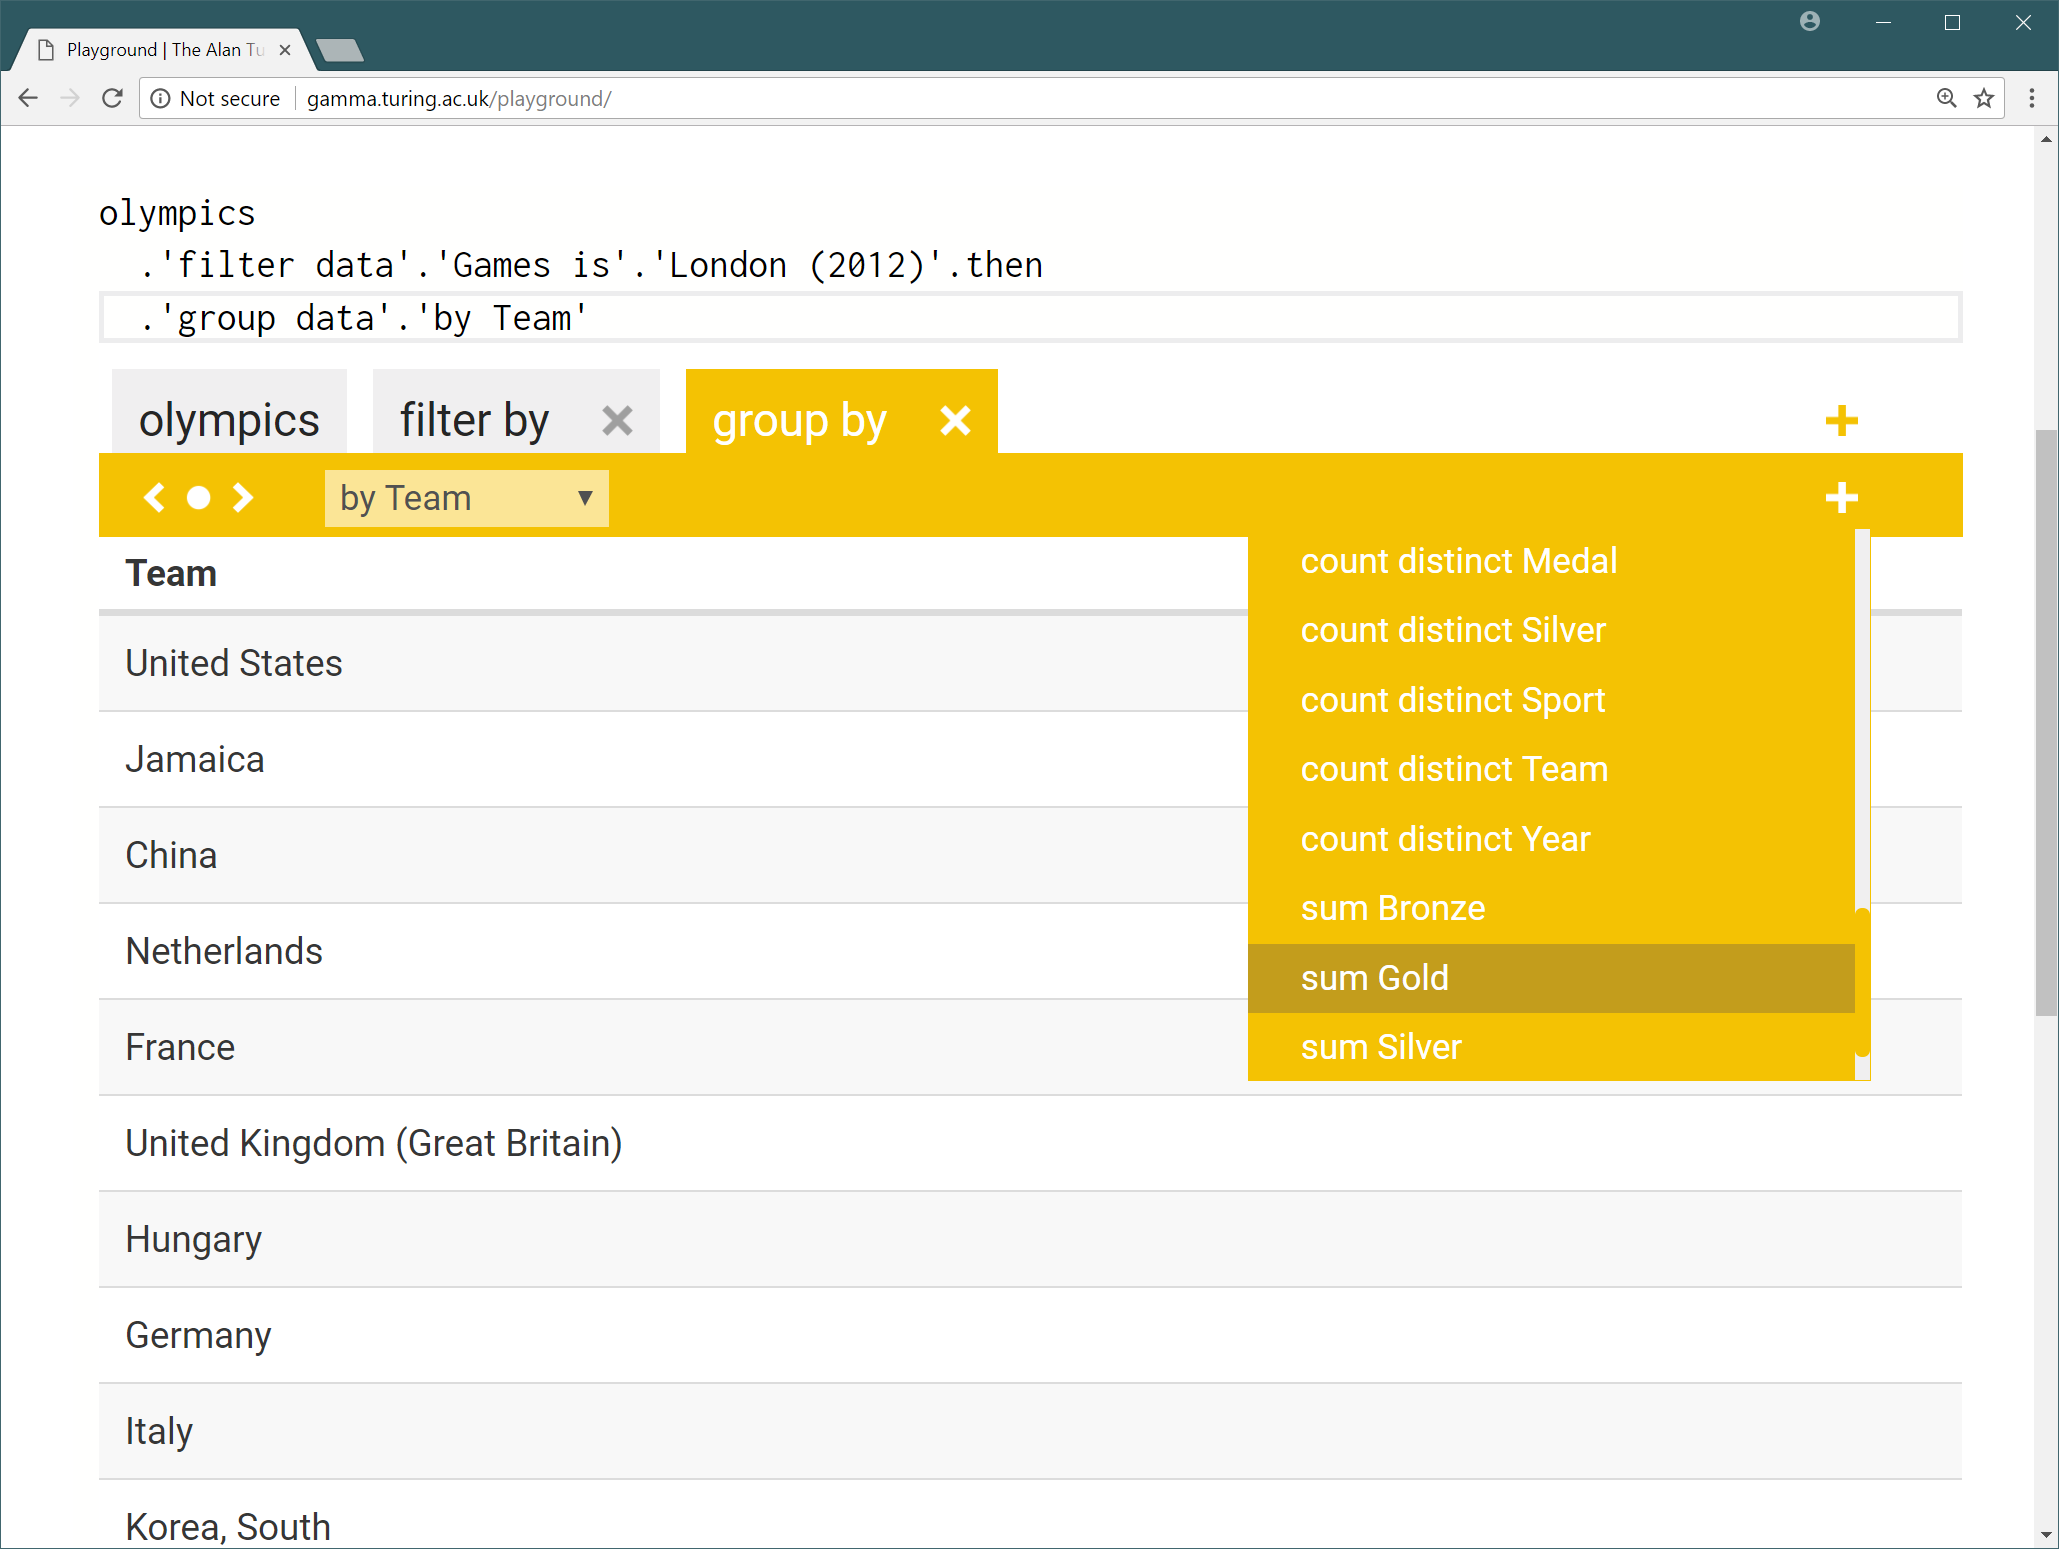 Playground | The Alan Tu
Not secure
gamma.turing.ac.uk/playground/
olympics
.'filter data'.'Games is'.'London (2012)'.then
.'group data'.'by Team'
olympics
filter by
group by
by Team
Team
United States
Jamaica
China
Netherlands
France
United Kingdom (Great Britain)
Hungary
Germany
Italy
Korea, South
count distinct Medal
count distinct Silver
count distinct Sport
count distinct Team
count distinct Year
sum Bronze
sum Gold
sum Silver